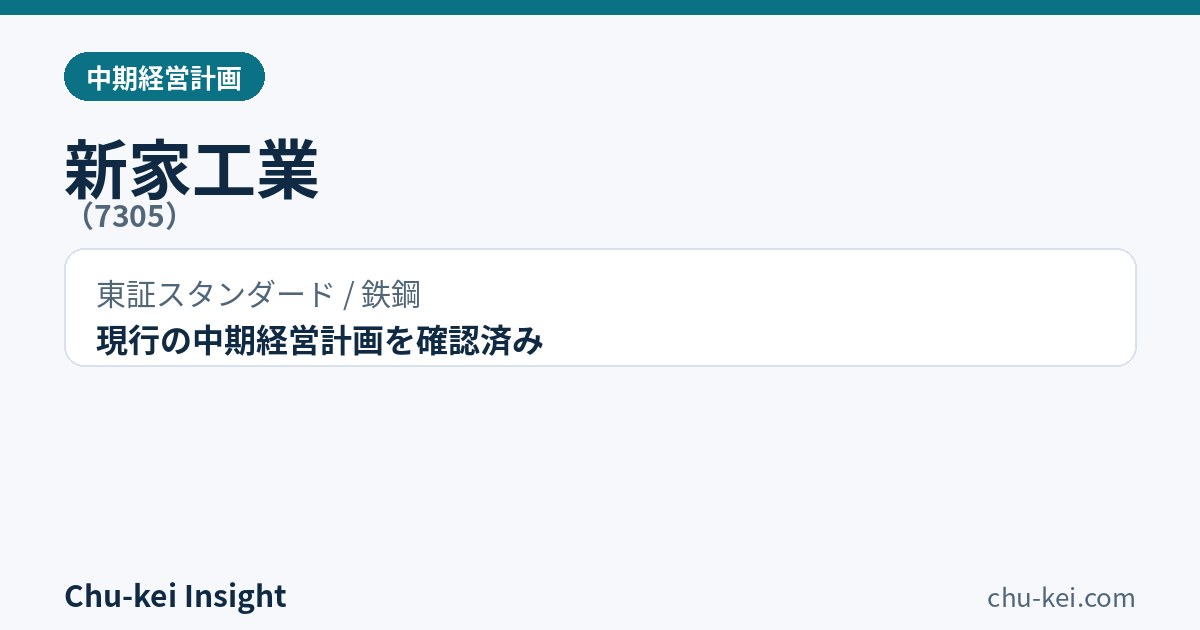 中期経営計画
新家工業
（7305）
東証スタンダード / 鉄鋼
現行の中期経営計画を確認済み
Chu-kei Insight
chu-kei.com